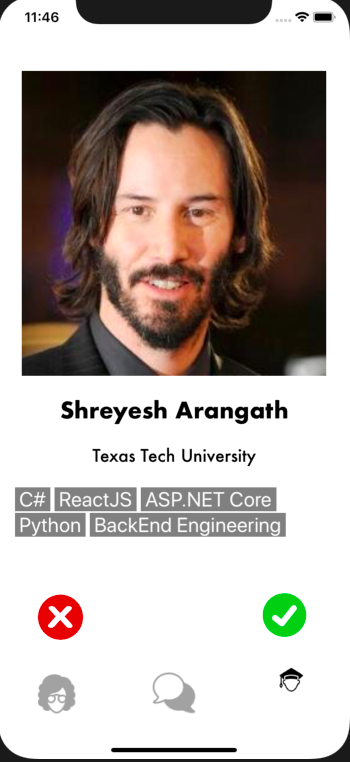 11:46
Shreyesh Arangath
Texas Tech University
C# ReactJS ASP.NET Core
Python BackEnd Engineering